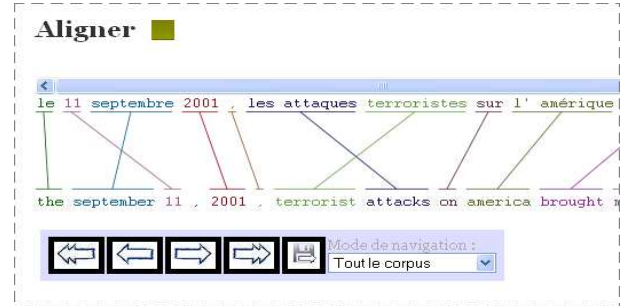 Aligner
le 11 septembre 2001 , les attaques terroristes sur l' amérique
the september 11 , 2001 , terrorist attacks on america brought
Mode de navigation :
Tout le corpus